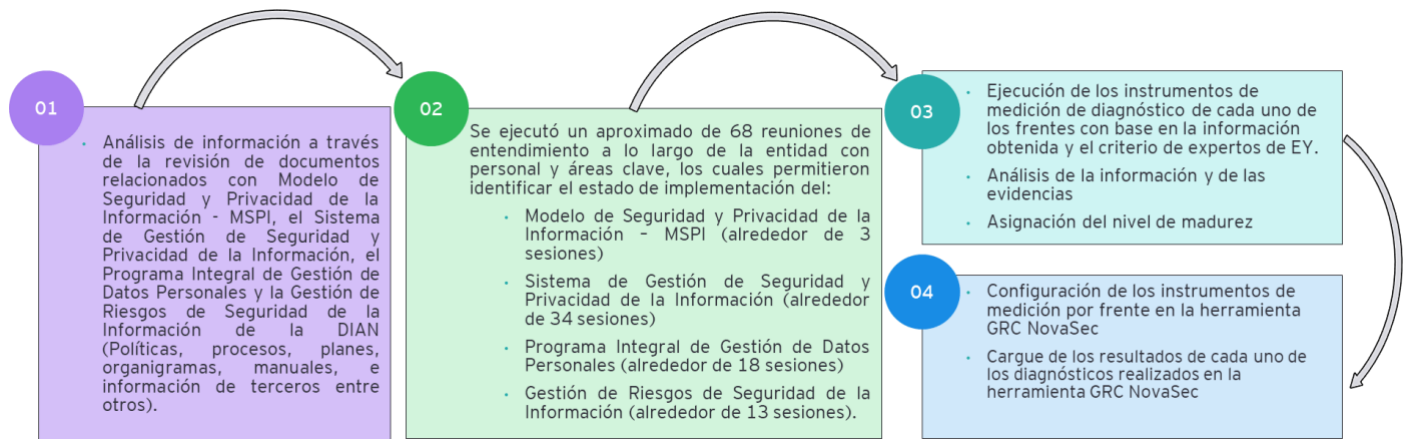 01
Análisis de información a través
de la revisión de documentos
relacionados con Modelo de
Seguridad y Privacidad de la
Información - MSPI, el Sistema
de Gestión de Seguridad y
Privacidad de la Información, el
Programa Integral de Gestión de
Datos Personales y la Gestión de
Riesgos de Seguridad de la
Información de la DIAN
(Políticas, procesos, planes,
organigramas, manuales, e
información de terceros entre
otros).
02
Se ejecutó un aproximado de 68 reuniones de
entendimiento a lo largo de la entidad con
personal y áreas clave, los cuales permitieron
identificar el estado de implementación del:
Modelo de Seguridad y Privacidad de la
Información – MSPI (alrededor de 3
sesiones)
Sistema de Gestión de Seguridad y
Privacidad de la Información (alrededor
de 34 sesiones)
Programa Integral de Gestión de Datos
Personales (alrededor de 18 sesiones)
Gestión de Riesgos de Seguridad de la
Información (alrededor de 13 sesiones).
03
Ejecución de los instrumentos de
medición de diagnóstico de cada uno de
los frentes con base en la información
obtenida y el criterio de expertos de EY.
Análisis de la información y de las
evidencias
Asignación del nivel de madurez
04
Configuración de los instrumentos de
medición por frente en la herramienta
GRC NovaSec
Cargue de los resultados de cada uno de
los diagnósticos realizados en la
herramienta GRC NovaSec